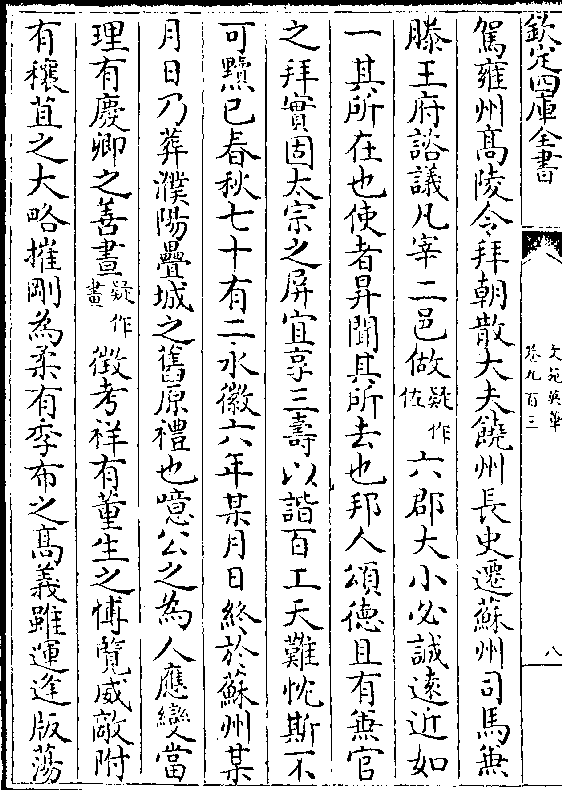 欽定四庫全書
文苑英華
卷九百三
八
駕雍州髙陵令拜朝散大夫饒州長史遷蘇州司馬兼
滕王府諮議凡宰二邑做疑作佐六郡大小必誠遠近如
一其所在也使者昇聞其所去也邦人頌德且有兼官
之拜實固太宗之屏宜享三壽以諧百工天難忱斯不
可黷已春秋七十有二永徽六年某月日終於蘇州某
月日乃葬濮陽疊城之舊原禮也噫公之為人應變當
理有慶卿之善晝疑作畫徵考祥有董生之博覽威敵附
有穰苴之大略摧剛為柔有季布之髙義雖運逢版蕩